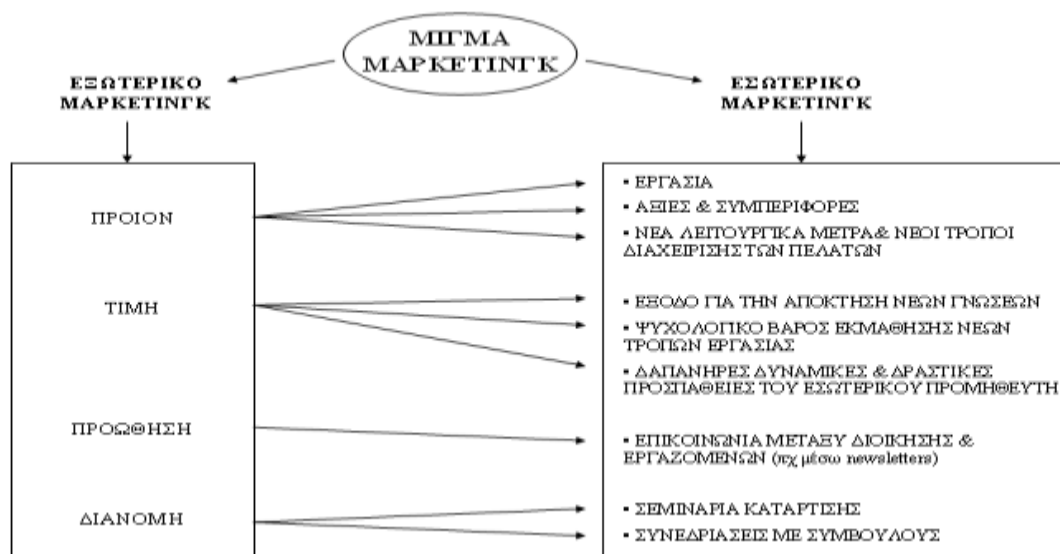 ΜΙΓΜΑ
ΜΑΡΚΕΤΙΝΓΚ
ΕΞΩΤΕΡΙΚΟ
ΜΑΡΚΕΤΙΝΓΚ
ΕΣΩΤΕΡΙΚΟ
ΜΑΡΚΕΤΙΝΓΚ
ΠΡΟΙΟΝ
ΤΙΜΗ
ΠΡΟΩΘΗΣΗ
ΔΙΑΝΟΜΗ
▪ ΕΡΓΑΣΙΑ
▪ ΑΞΙΕΣ & ΣΥΜΠΕΡΙΦΟΡΕΣ
▪ ΝΕΑ ΛΕΙΤΟΥΡΓΙΚΑ ΜΕΤΡΑ & ΝΕΟΙ ΤΡΟΠΟΙ
ΔΙΑΧΕΙΡΙΣΗΣ ΤΩΝ ΠΕΛΑΤΩΝ
▪ ΕΞΟΔΟ ΓΙΑ ΤΗΝ ΑΠΟΚΤΗΣΗ ΝΕΩΝ ΓΝΩΣΕΩΝ
▪ ΨΥΧΟΛΟΓΙΚΟ ΒΑΡΟΣ ΕΚΜΑΘΗΣΗΣ ΝΕΩΝ
ΤΡΟΠΩΝ ΕΡΓΑΣΙΑΣ
▪ ΔΑΠΑΝΗΡΕΣ ΔΥΝΑΜΙΚΕΣ & ΔΡΑΣΤΙΚΕΣ
ΠΡΟΣΠΑΘΕΙΕΣ ΤΟΥ ΕΣΩΤΕΡΙΚΟΥ ΠΡΟΜΗΘΕΥΤΗ
▪ ΕΠΙΚΟΙΝΩΝΙΑ ΜΕΤΑΞΥ ΔΙΟΙΚΗΣΗΣ &
ΕΡΓΑΖΟΜΕΝΩΝ (πχ μέσω newsletters)
▪ ΣΕΜΙΝΑΡΙΑ ΚΑΤΑΡΤΙΣΗΣ
▪ ΣΥΝΕΔΡΙΑΣΕΙΣ ΜΕ ΣΥΜΒΟΥΛΟΥΣ